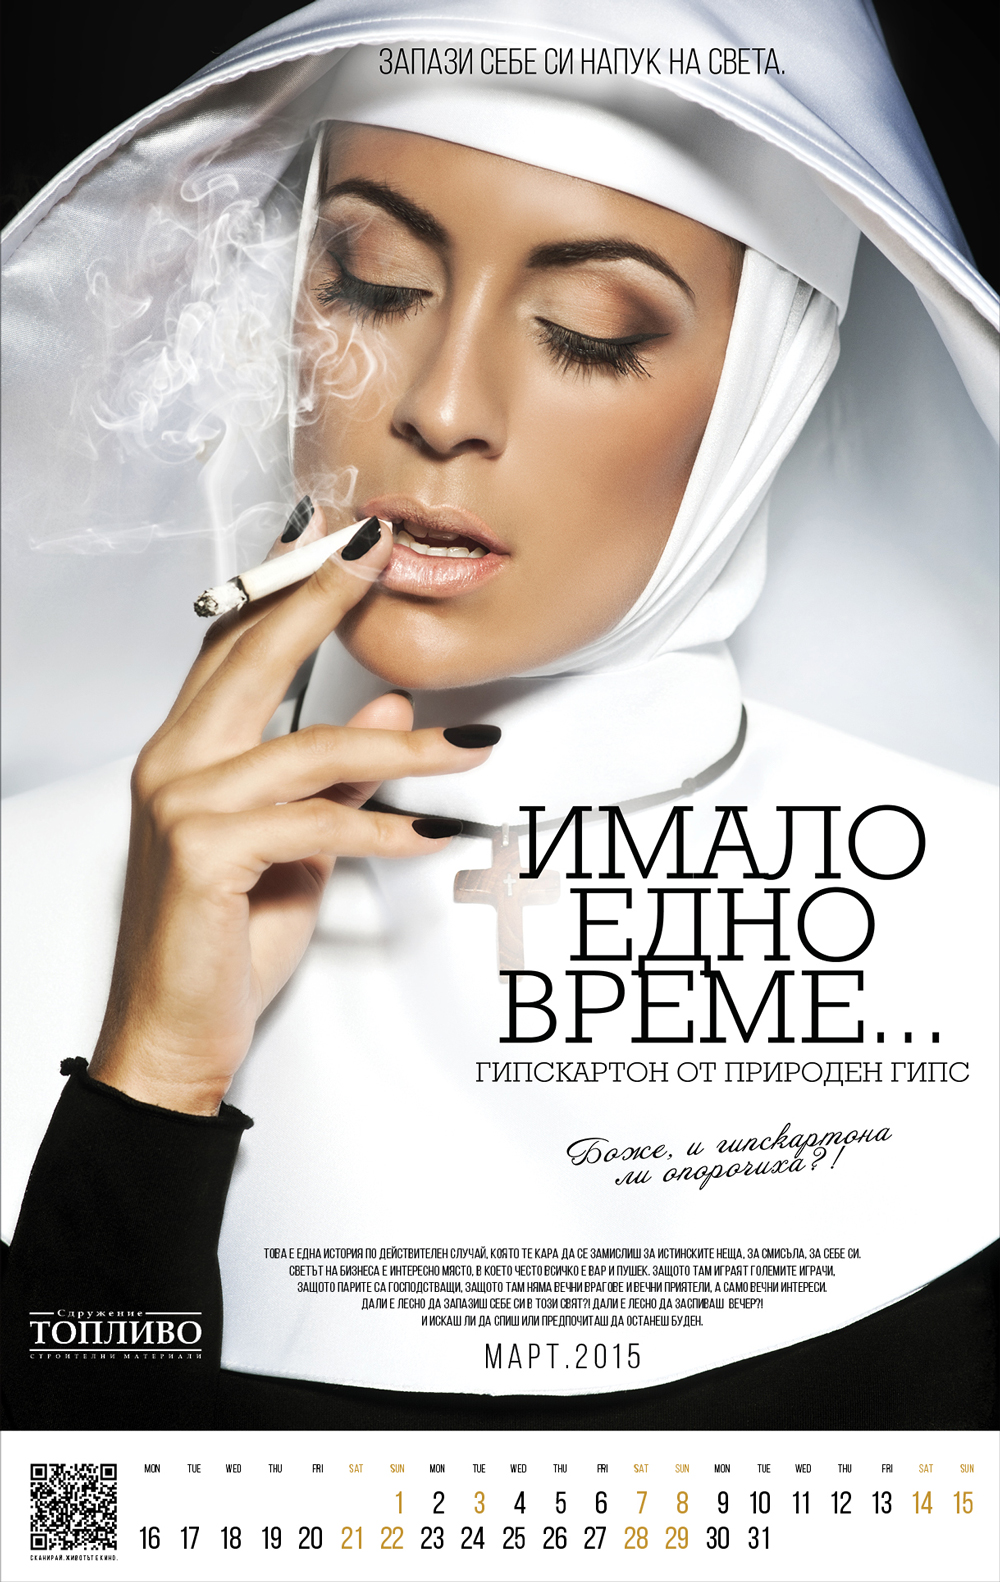 ЗАПАЗИ СЕБЕ СИ НАПУК НА СВЕТА.
ИМАЛО
ЕДНО
ВРЕМЕ...
ГИПСКАРТОН ОТ ПРИРОДЕН ГИПС
Боже, и гипскартона
ли опорочиха?!
ТОВА Е ЕДНА ИСТОРИЯ ПО ДЕЙСТВИТЕЛЕН СЛУЧАЙ, КОЯТО ТЕ КАРА ДА СЕ ЗАМИСЛИШ ЗА ИСТИНСКИТЕ НЕЩА, ЗА СМИСЪЛА, ЗА СЕБЕ СИ.
СВЕТЪТ НА БИЗНЕСА Е ИНТЕРЕСНО МЯСТО, В КОЕТО ЧЕСТО ВСИЧКО Е ВАР И ПУШЕК. ЗАЩОТО ТАМ ИГРАЯТ ГОЛЕМИТЕ ИГРАЧИ,
ЗАЩОТО ПАРИТЕ СА ГОСПОДСТВАЩИ, ЗАЩОТО ТАМ НЯМА ВЕЧНИ ВРАГОВЕ И ВЕЧНИ ПРИЯТЕЛИ, А САМО ВЕЧНИ ИНТЕРЕСИ.
ДАЛИ Е ЛЕСНО ДА ЗАПАЗИШ СЕБЕ СИ В ТОЗИ СВЯТ?! ДАЛИ Е ЛЕСНО ДА ЗАСПИВАШ ВЕЧЕР?!
И ИСКАШ ЛИ ДА СПИШ ИЛИ ПРЕДПОЧИТАШ ДА ОСТАНЕШ БУДЕН.
МАРТ.2015
Сдружение
ТОПЛИВО
СТРОИТЕЛНИ МАТЕРИАЛИ
MON TUE WED THU FRI SAT SUN MON TUE WED THU FRI SAT SUN MON TUE WED THU FRI SAT SUN
1 2 3 4 5 6 7 8 9 10 11 12 13 14 15
16 17 18 19 20 21 22 23 24 25 26 27 28 29 30 31
СКАНИРАЙ.ЖИВОТЪТ Е КИНО.